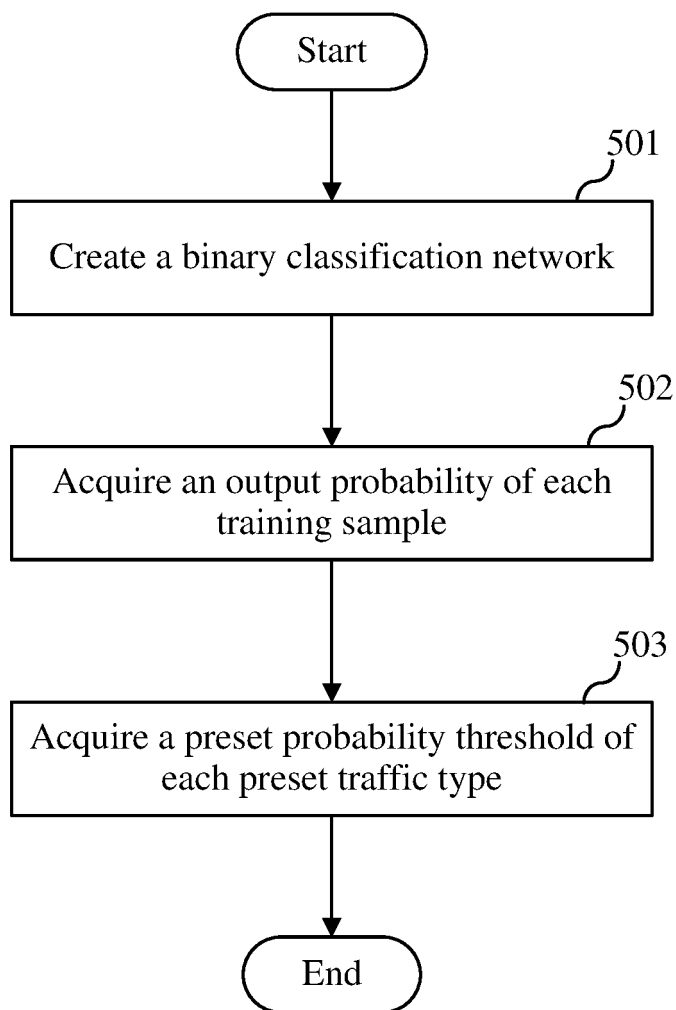 Start
501
Create a binary classification network
502
Acquire an output probability of each
training sample
503
Acquire a preset probability threshold of
each preset traffic type
End